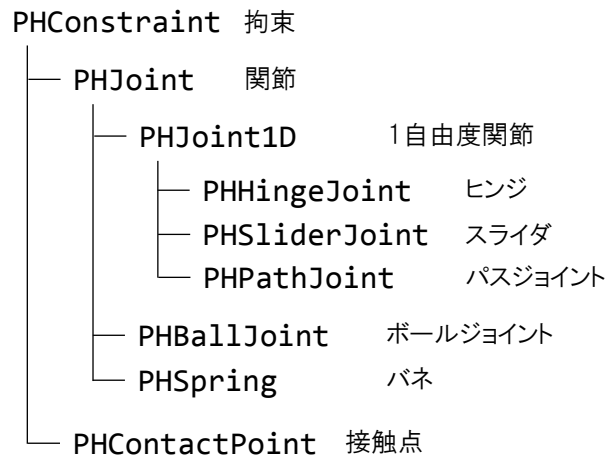 PHConstraint 拘束
PHJoint 関節
PHJoint1D 1自由度関節
PHHingeJoint ヒンジ
PHSliderJoint スライダ
PHPathJoint パスジョイント
PHBallJoint ボールジョイント
PHSpring バネ
PHContactPoint 接触点